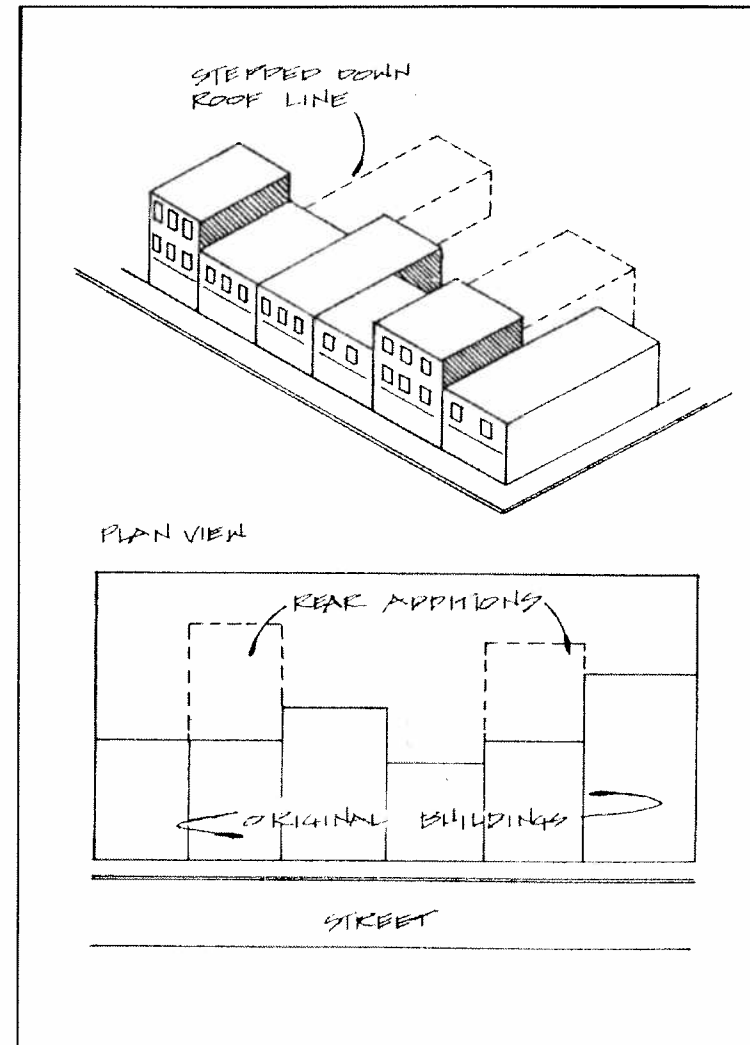 STEPPED DOWN
ROOF LINE
PLAN VIEW
REAR ADDITIONS
ORIGINAL BUILDINGS
STREET